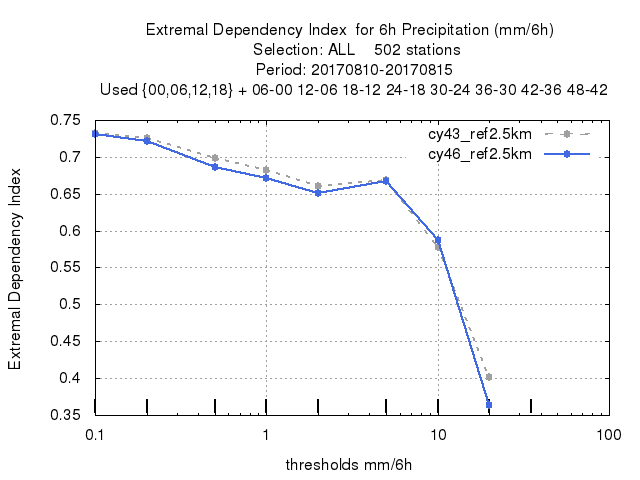 Extremal Dependency Index  for 6h Precipitation (mm/6h)
Selection: ALL    502 stations
Period: 20170810-20170815
Used {00,06,12,18} + 06-00 12-06 18-12 24-18 30-24 36-30 42-36 48-42
0.75
cy43_ref2.5km
0.7
cy46_ref2.5km
0.65
0.6
0.55
0.5
0.45
0.4
0.35
Extremal Dependency Index
0.1 1 10 100
thresholds mm/6h